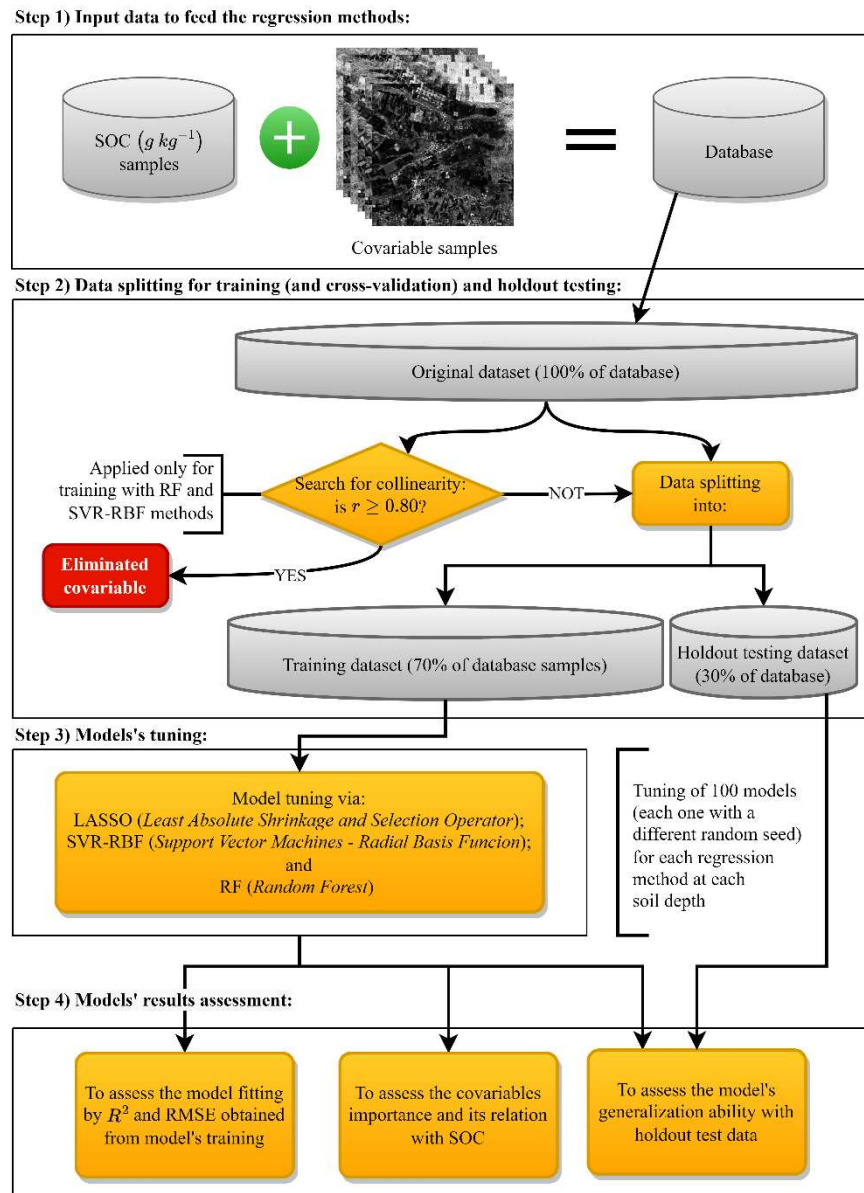 Step 1) Input data to feed the regression methods:
SOC (g kg⁻¹)
samples
Covariable samples
Database
Step 2) Data splitting for training (and cross-validation) and holdout testing:
Original dataset (100% of database)
Applied only for
training with RF and
SVR-RBF methods
Search for collinearity:
is r ≥ 0.80?
NOT
Data splitting
into:
Eliminated
covariable
YES
Training dataset (70% of database samples)
Holdout testing dataset
(30% of database)
Step 3) Models's tuning:
Model tuning via:
LASSO (Least Absolute Shrinkage and Selection Operator);
SVR-RBF (Support Vector Machines - Radial Basis Funcion);
and
RF (Random Forest)
Tuning of 100 models
(each one with a
different random seed)
for each regression
method at each
soil depth
Step 4) Models' results assessment:
To assess the model fitting
by R² and RMSE obtained
from model's training
To assess the covariables
importance and its relation
with SOC
To assess the model's
generalization ability with
holdout test data